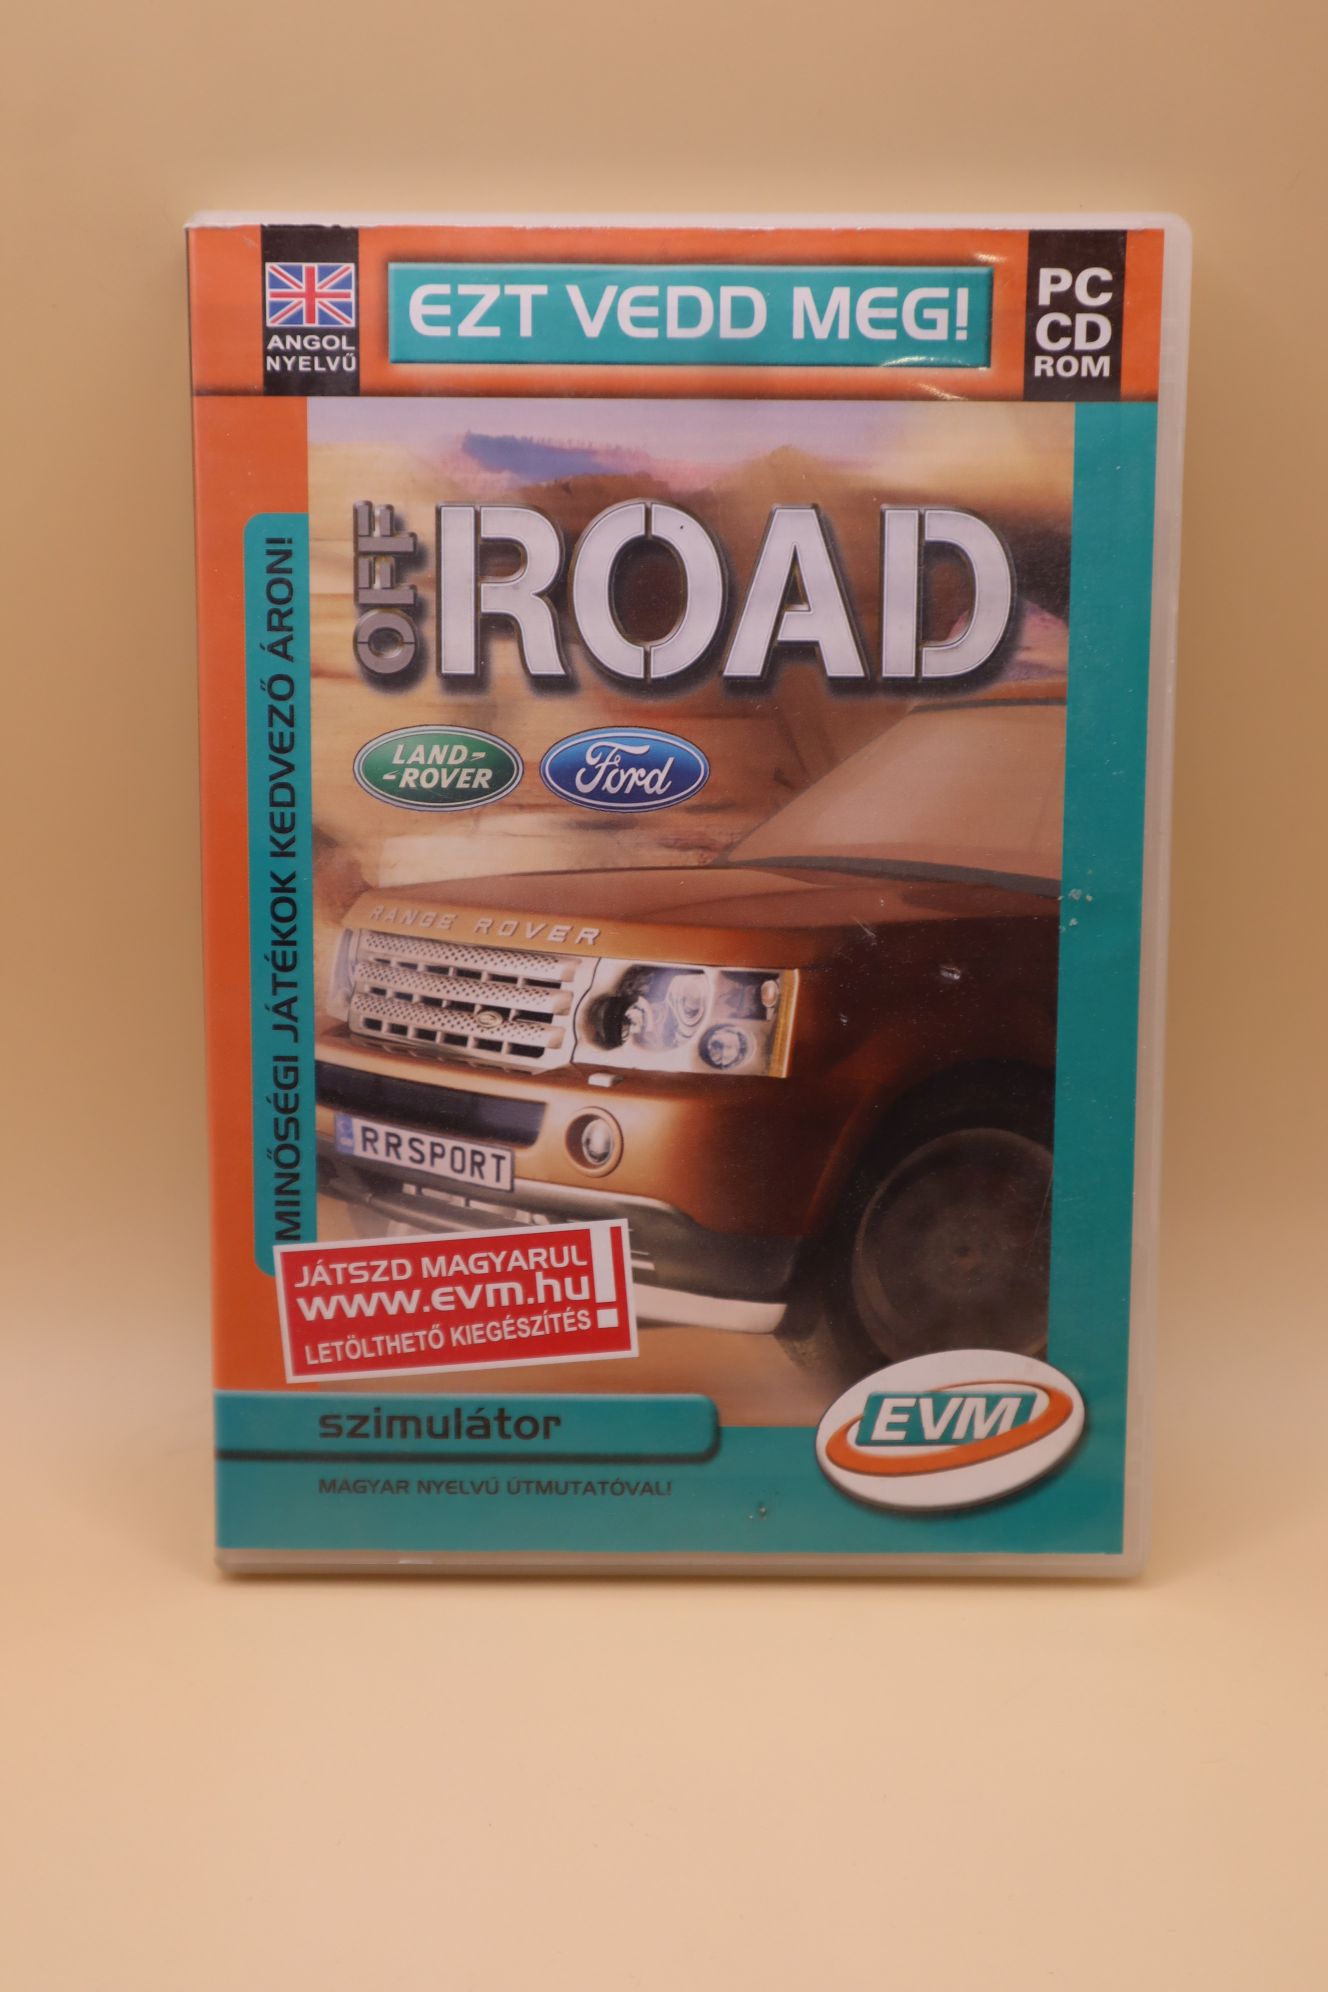 ANGOL
NYELVŰ
EZT VEDD MEG!
PC
CD
ROM
OFF
ROAD
LAND-
-ROVER
Ford
MINŐSÉGI JÁTÉKOK KEDVEZŐ ÁRON!
RANGE ROVER
RRSPORT
JÁTSZD MAGYARUL
www.evm.hu!
LETÖLTHETŐ KIEGÉSZÍTÉS
szimulátor
EVM
MAGYAR NYELVŰ ÚTMUTATÓVAL!